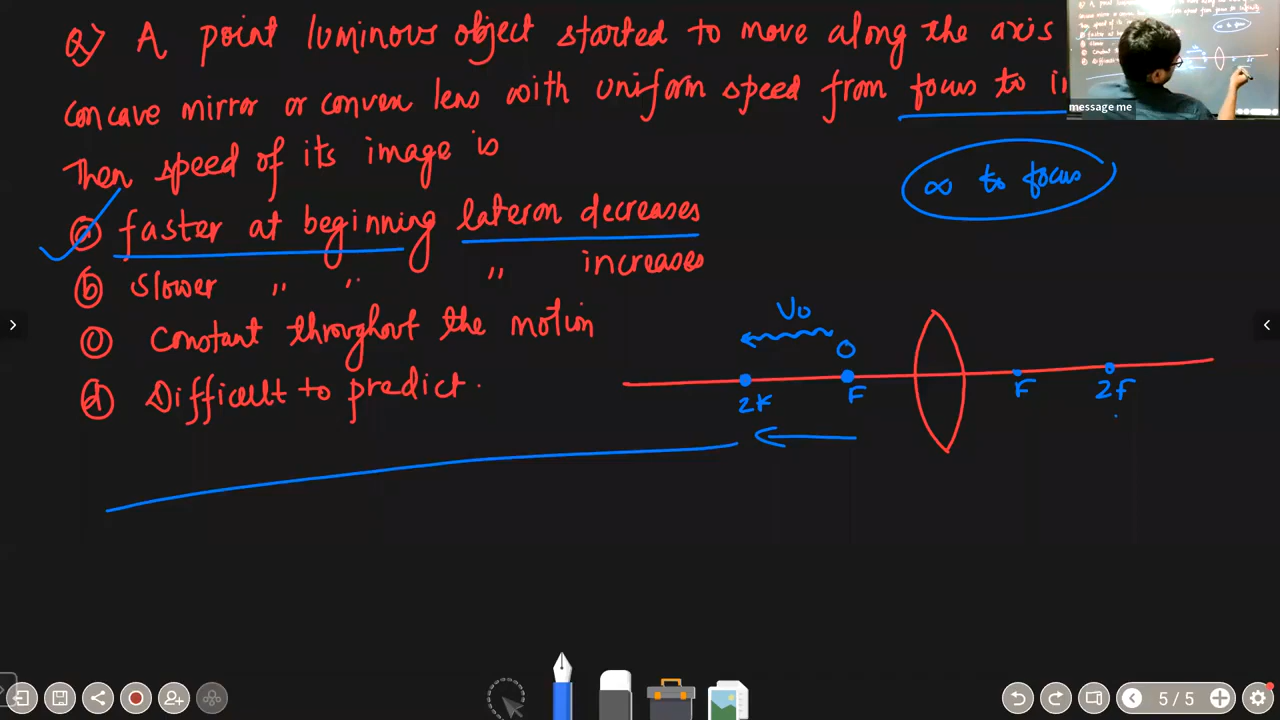 Q) A point luminous object started to move along the axis
concave mirror or convex lens with uniform speed from focus to in
Then speed of its image is
∞ to focus
ⓐ faster at beginning lateron decreases
ⓑ slower " " " increases
ⓒ Constant throughout the motion
ⓓ Difficult to predict.
V₀
O
2F F F 2f
message me
5 / 5